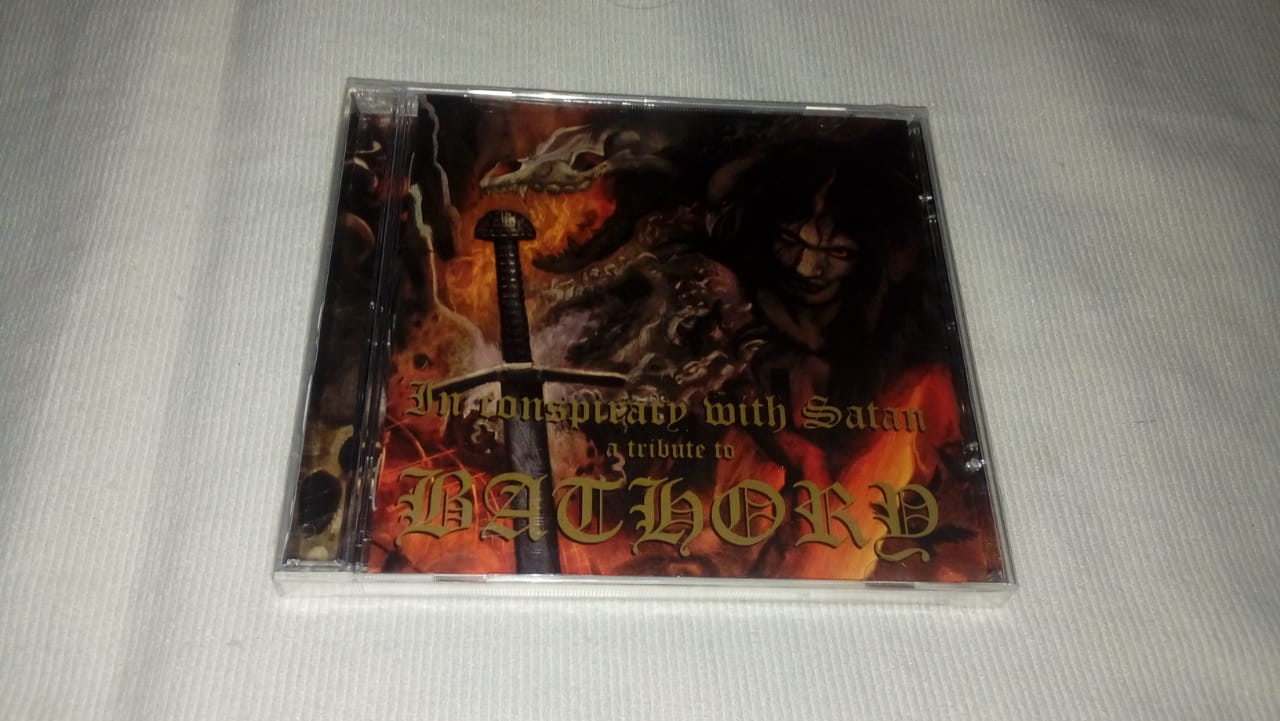 In conspiracy with Satan
a tribute to
BATHORY